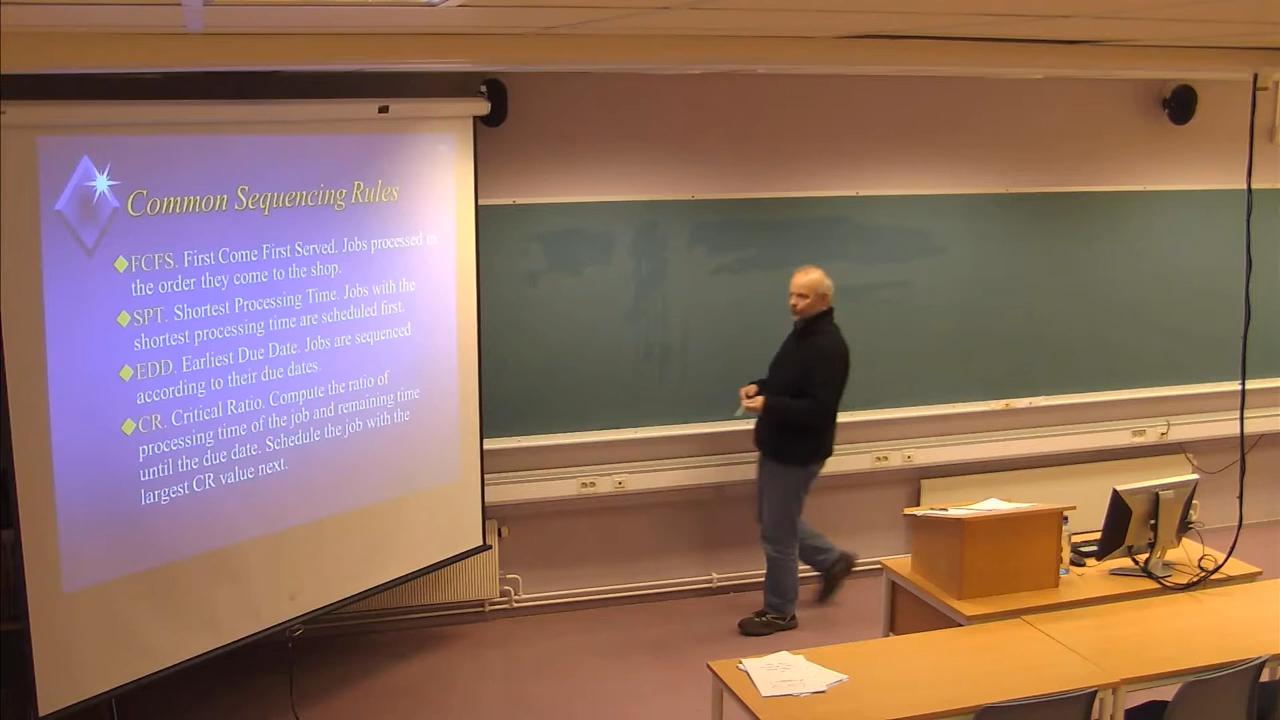 Common Sequencing Rules
FCFS. First Come First Served. Jobs processed in
the order they come to the shop.
SPT. Shortest Processing Time. Jobs with the
shortest processing time are scheduled first.
EDD. Earliest Due Date. Jobs are sequenced
according to their due dates.
CR. Critical Ratio. Compute the ratio of
processing time of the job and remaining time
until the due date. Schedule the job with the
largest CR value next.